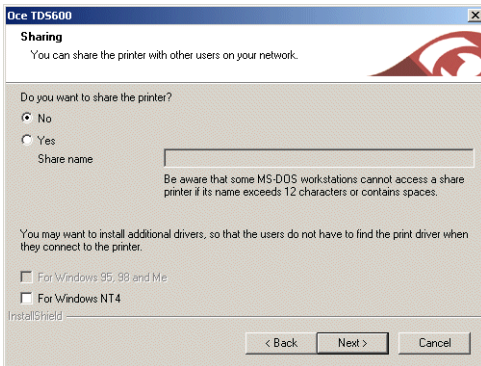 Oce TDS600
Sharing
You can share the printer with other users on your network.
Do you want to share the printer?
No
Yes
Share name
Be aware that some MS-DOS workstations cannot access a share
printer if its name exceeds 12 characters or contains spaces.
You may want to install additional drivers, so that the users do not have to find the print driver when
they connect to the printer.
For Windows 95, 98 and Me
For Windows NT4
InstallShield
< Back
Next >
Cancel